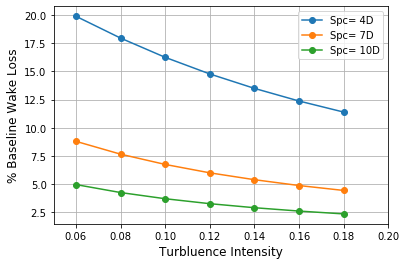 % Baseline Wake Loss
20.0
17.5
15.0
12.5
10.0
7.5
5.0
2.5
Spc= 4D
Spc= 7D
Spc= 10D
0.06 0.08 0.10 0.12 0.14 0.16 0.18 0.20
Turbluence Intensity